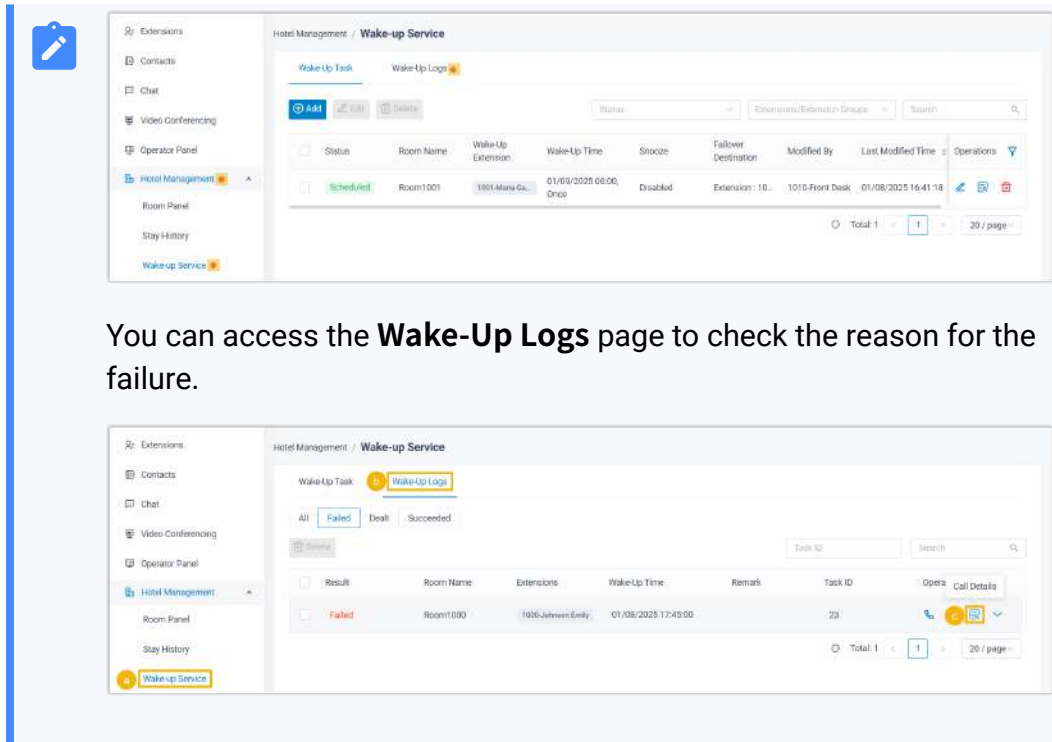 Extensions
Contacts
Chat
Video Conferencing
Operator Panel
Hotel Management
Room Panel
Stay History
Wake-up Service
Hotel Management / Wake-up Service
Wake-Up Task Wake-Up Logs
Add Edit Delete Status Extensions/Extension Groups Search
Status Room Name Wake-Up Extension Wake-Up Time Snooze Failover Destination Modified By Last Modified Time Operations
Scheduled Room1001 1001-Maria Ga... 01/09/2025 08:00, Once Disabled Extension : 10... 1010-Front Desk 01/08/2025 16:41:18
Total: 1 < 1 > 20 / page
You can access the Wake-Up Logs page to check the reason for the
failure.
Extensions
Contacts
Chat
Video Conferencing
Operator Panel
Hotel Management
Room Panel
Stay History
a Wake-up Service
Hotel Management / Wake-up Service
Wake-Up Task b Wake-Up Logs
All Failed Dealt Succeeded
Delete Task ID Search
Result Room Name Extensions Wake-Up Time Remark Task ID Opera Call Details
Failed Room1000 1000-Johnson Emily 01/08/2025 17:45:00 23 c
Total: 1 < 1 > 20 / page